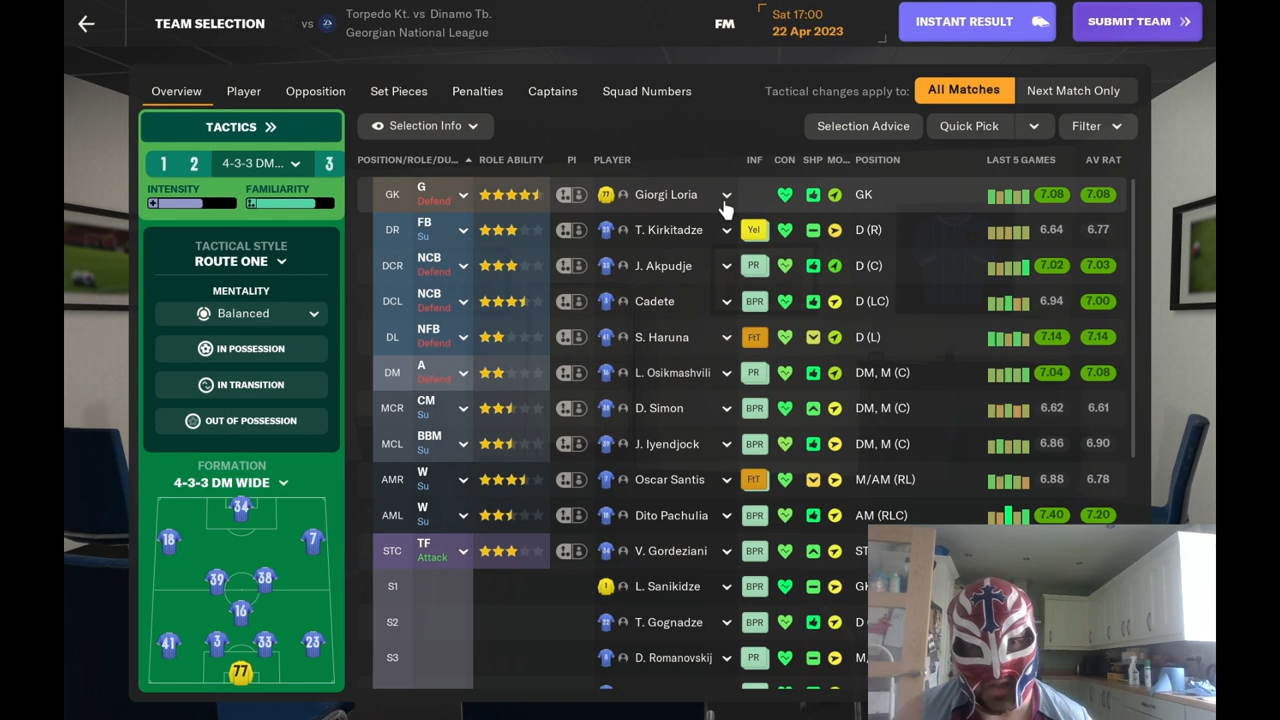 TEAM SELECTION
vs
Torpedo Kt. vs Dinamo Tb.
Georgian National League
FM
Sat 17:00
22 Apr 2023
INSTANT RESULT
SUBMIT TEAM
Overview Player Opposition Set Pieces Penalties Captains Squad Numbers
Tactical changes apply to: All Matches Next Match Only
TACTICS
1 2 4-3-3 DM... 3
INTENSITY FAMILIARITY
TACTICAL STYLE
ROUTE ONE
MENTALITY
Balanced
IN POSSESSION
IN TRANSITION
OUT OF POSSESSION
FORMATION
4-3-3 DM WIDE
34
18 7
39 38
16
41 3 33 23
77
Selection Info Selection Advice Quick Pick Filter
POSITION/ROLE/DU... ROLE ABILITY PI PLAYER INF CON SHP MO... POSITION LAST 5 GAMES AV RAT
GK G Defend 77 Giorgi Loria GK 7.08 7.08
DR FB Su T. Kirkitadze Yel D (R) 6.64 6.77
DCR NCB Defend J. Akpudje PR D (C) 7.02 7.03
DCL NCB Defend Cadete BPR D (LC) 6.94 7.00
DL NFB Defend S. Haruna FtT D (L) 7.14 7.14
DM A Defend L. Osikmashvili PR DM, M (C) 7.04 7.08
MCR CM Su D. Simon BPR DM, M (C) 6.62 6.61
MCL BBM Su J. Iyendjock BPR DM, M (C) 6.86 6.90
AMR W Su Oscar Santis FtT M/AM (RL) 6.88 6.78
AML W Su Dito Pachulia BPR AM (RLC) 7.40 7.20
STC TF Attack V. Gordeziani BPR
S1 1 L. Sanikidze BPR
S2 T. Gognadze BPR
S3 D. Romanovskij PR